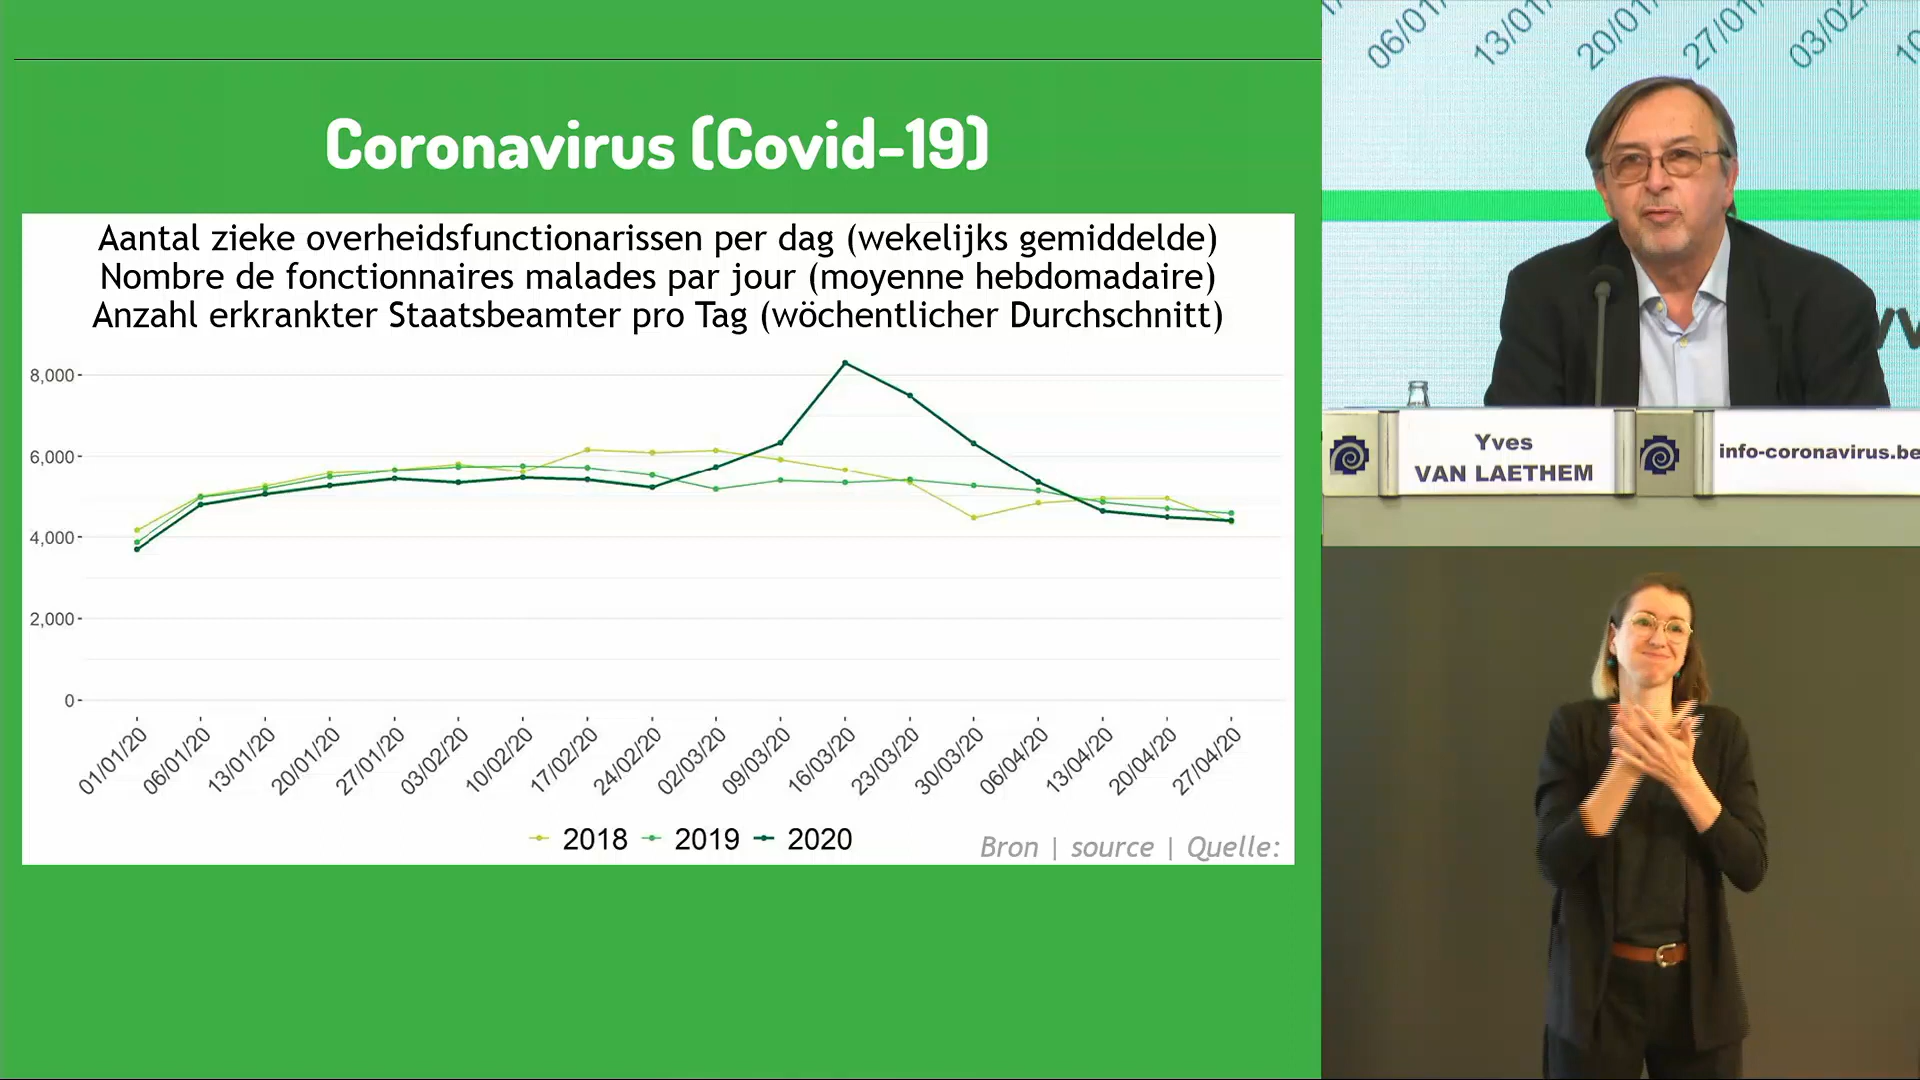 Coronavirus (Covid-19)
Aantal zieke overheidsfunctionarissen per dag (wekelijks gemiddelde)
Nombre de fonctionnaires malades par jour (moyenne hebdomadaire)
Anzahl erkrankter Staatsbeamter pro Tag (wöchentlicher Durchschnitt)
8,000
6,000
4,000
2,000
0
01/01/20 06/01/20 13/01/20 20/01/20 27/01/20 03/02/20 10/02/20 17/02/20 24/02/20 02/03/20 09/03/20 16/03/20 23/03/20 30/03/20 06/04/20 13/04/20 20/04/20 27/04/20
2018 2019 2020
Bron | source | Quelle:
06/01/ 13/01/ 20/01/ 27/01/ 03/02/
Yves
VAN LAETHEM
info-coronavirus.be